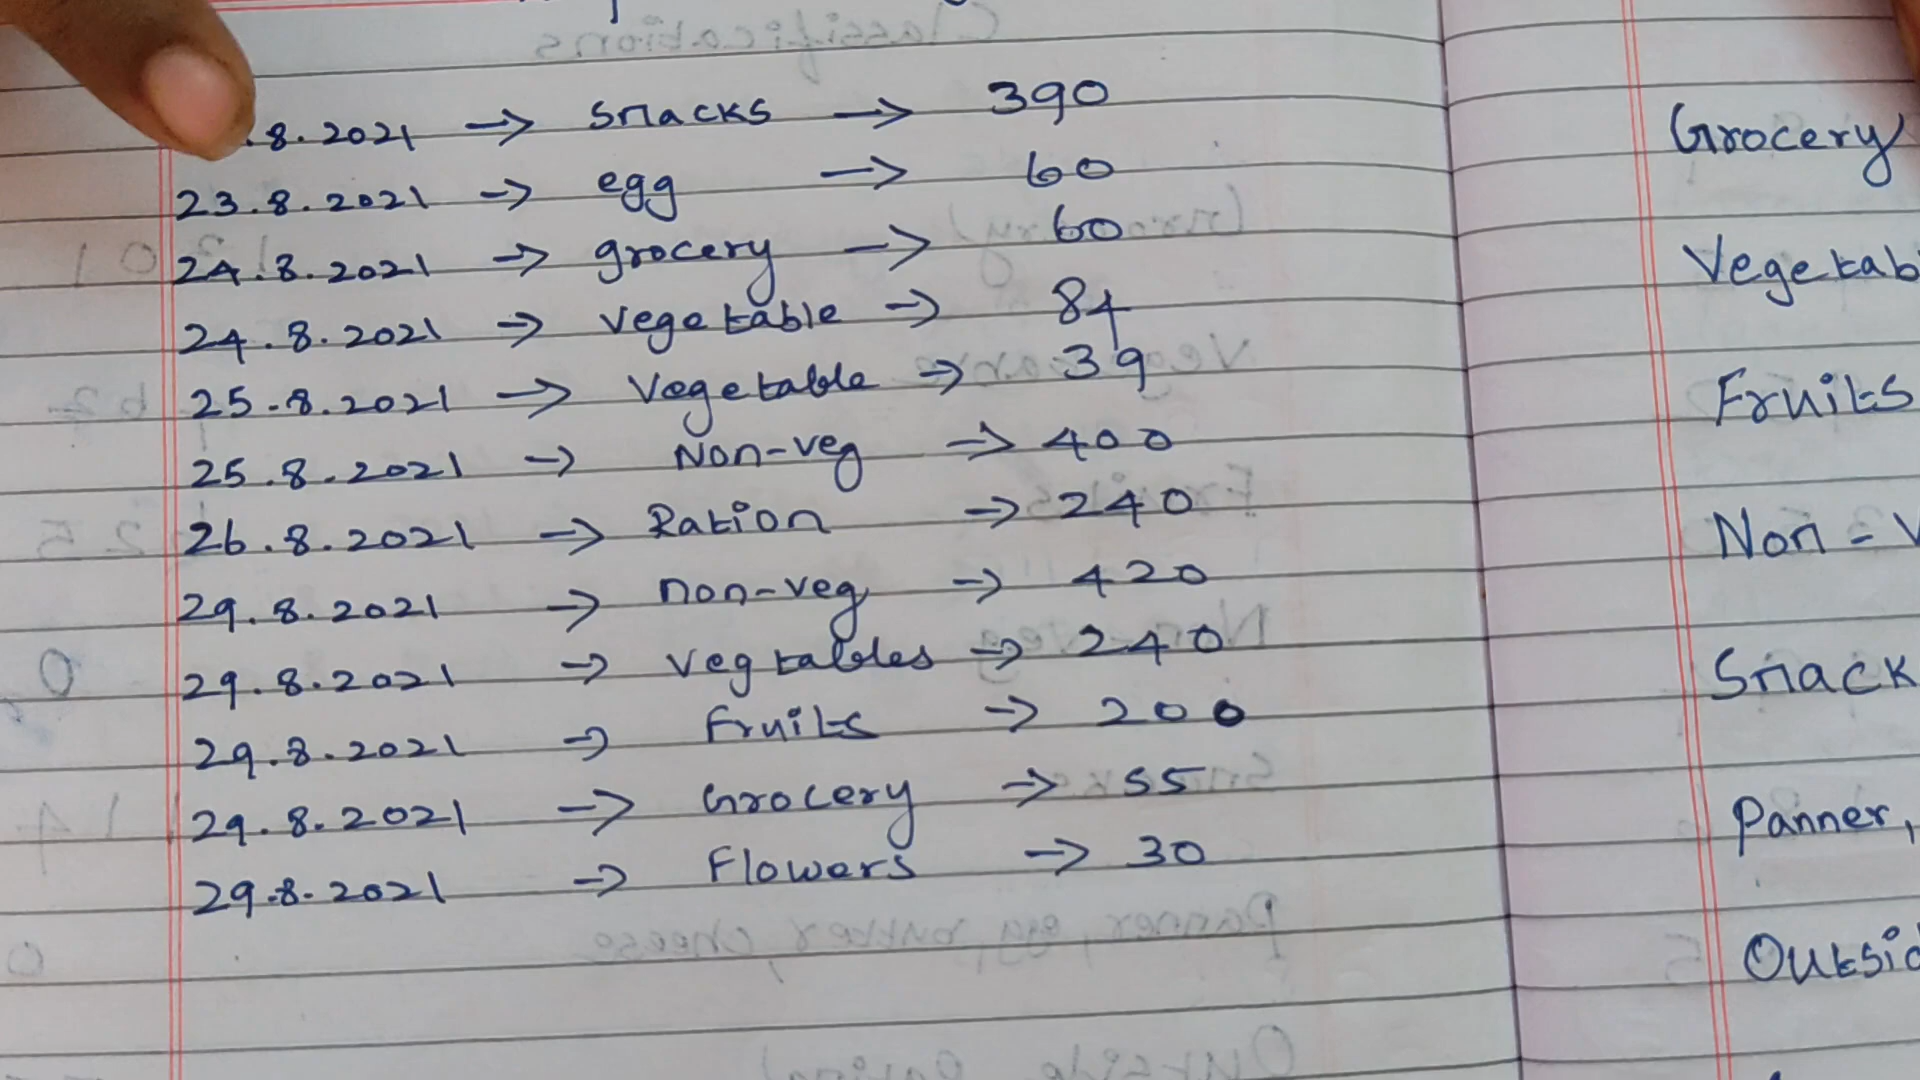 .8.2021 → Snacks → 390
23.8.2021 → egg → 60
24.8.2021 → grocery → 60
24.8.2021 → vegetable → 84
25.8.2021 → Vegetable → 39
25.8.2021 → Non-veg → 400
26.8.2021 → Ration → 240
29.8.2021 → non-veg → 420
29.8.2021 → vegtables → 240
29.8.2021 → Fruits → 200
29.8.2021 → Grocery → 55
29.8.2021 → Flowers → 30
Grocery
Vegetab
Fruits
Non - V
Snack
Panner,
Outsid